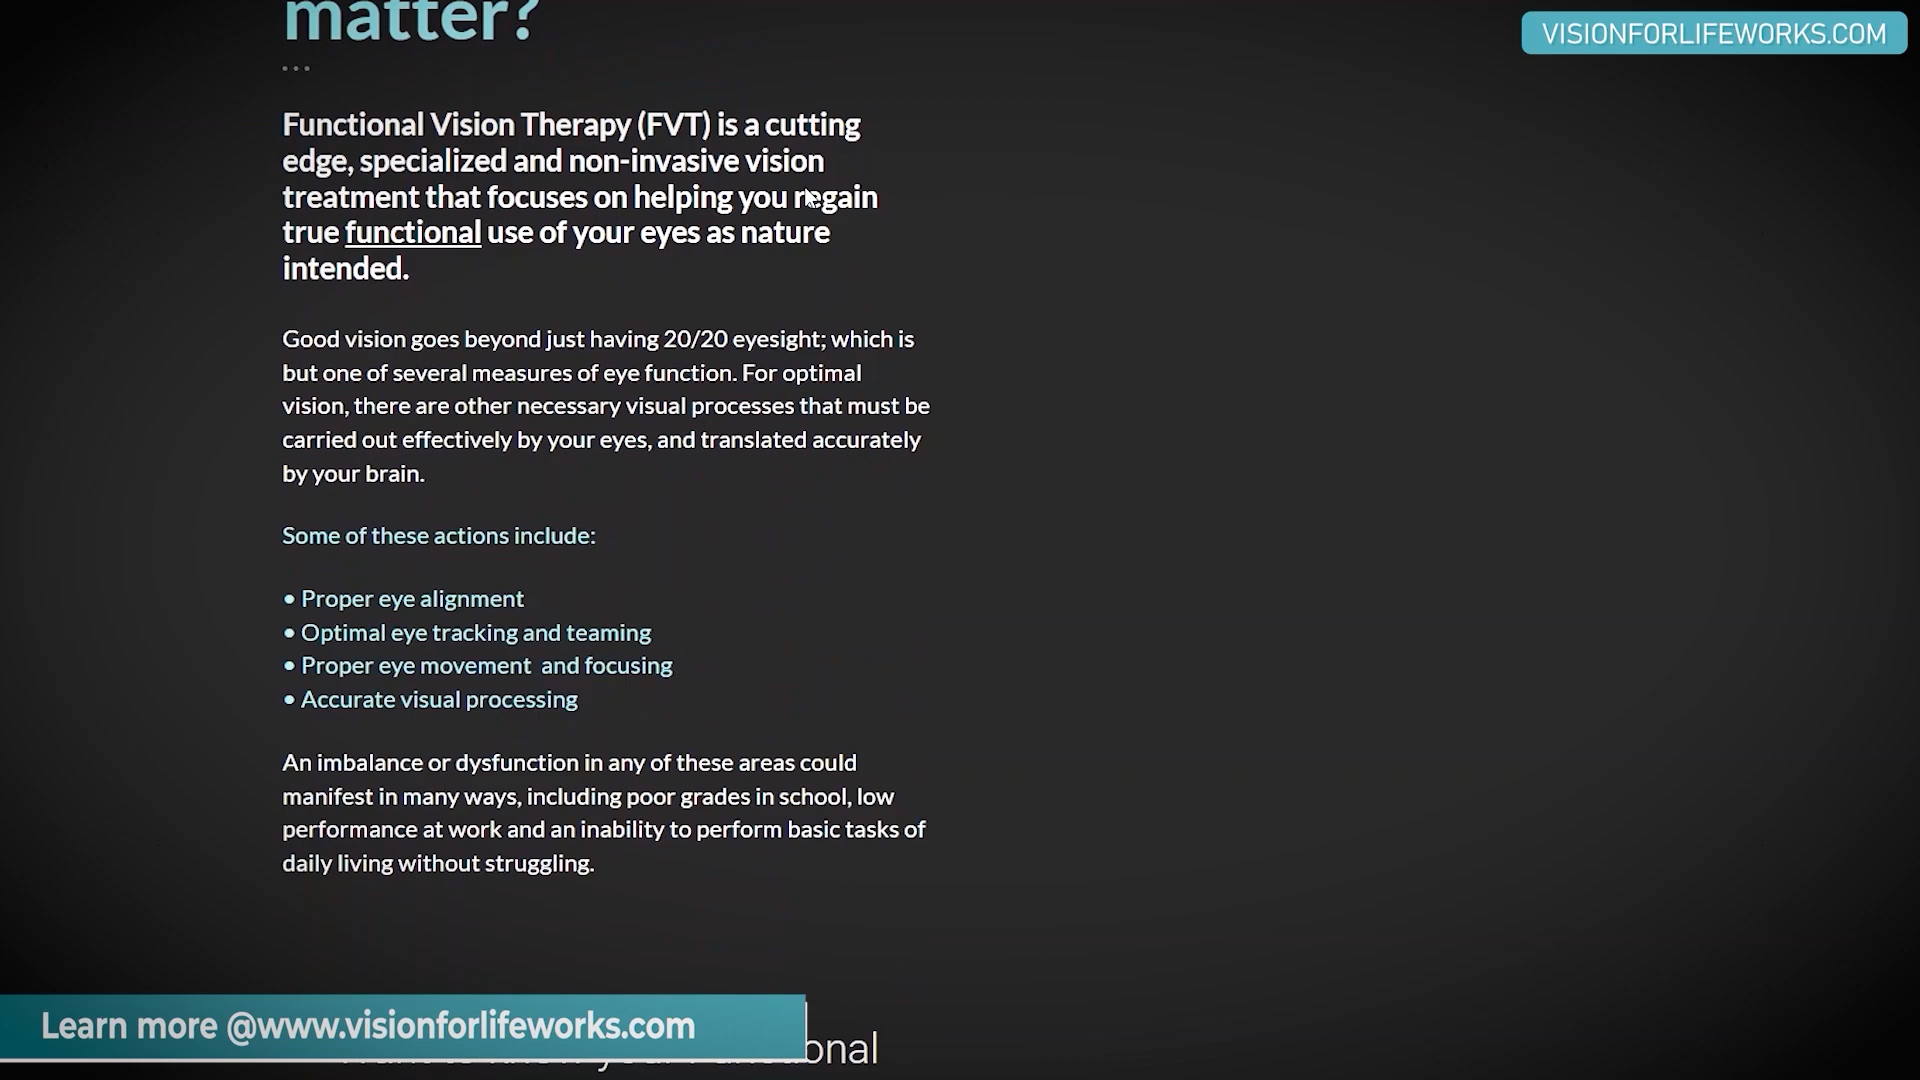 matter?
VISIONFORLIFEWORKS.COM
...
Functional Vision Therapy (FVT) is a cutting
edge, specialized and non-invasive vision
treatment that focuses on helping you regain
true functional use of your eyes as nature
intended.
Good vision goes beyond just having 20/20 eyesight; which is
but one of several measures of eye function. For optimal
vision, there are other necessary visual processes that must be
carried out effectively by your eyes, and translated accurately
by your brain.
Some of these actions include:
• Proper eye alignment
• Optimal eye tracking and teaming
• Proper eye movement  and focusing
• Accurate visual processing
An imbalance or dysfunction in any of these areas could
manifest in many ways, including poor grades in school, low
performance at work and an inability to perform basic tasks of
daily living without struggling.
Learn more @www.visionforlifeworks.com